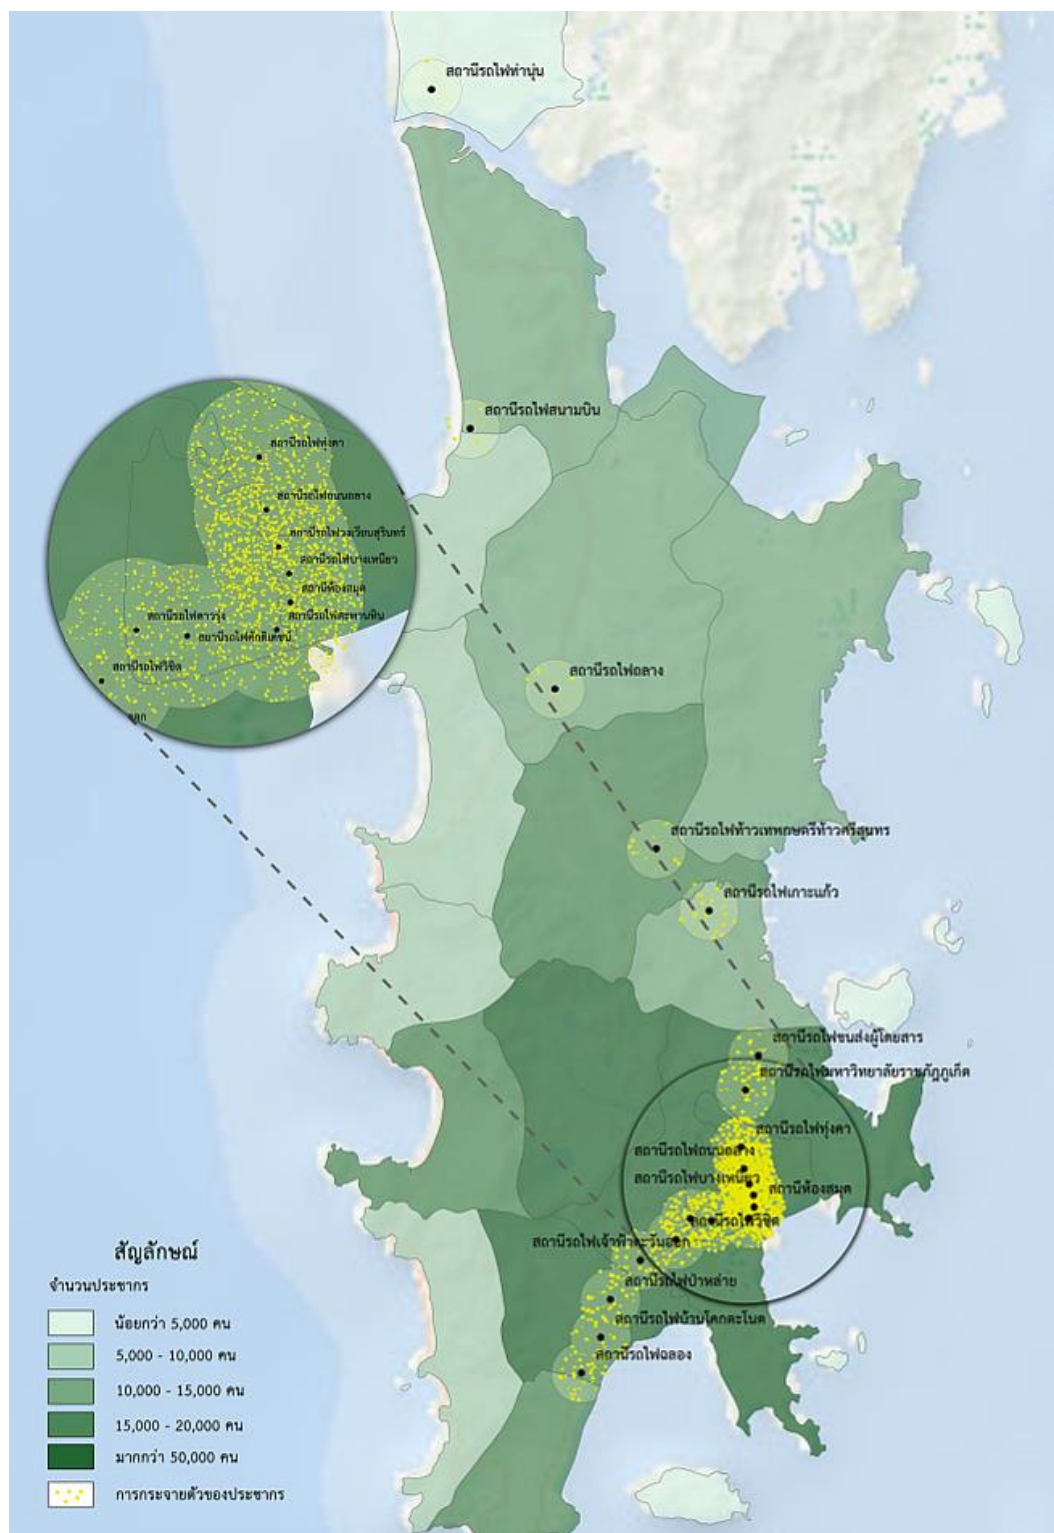 สถานีรถไฟท่านุ่น
สถานีรถไฟสนามบิน
สถานีรถไฟทุ่งคา
สถานีรถไฟถนนถลาง
สถานีรถไฟวงเวียนสุรินทร์
สถานีรถไฟบางเหนียว
สถานีห้องสมุด
สถานีรถไฟสะพานหิน
สถานีรถไฟดาวรุ่ง
สถานีรถไฟศักดิเดชน์
สถานีรถไฟวิชิต
อก
สถานีรถไฟถลาง
สถานีรถไฟท้าวเทพกษตรีท้าวศรีสุนทร
สถานีรถไฟเกาะแก้ว
สถานีรถไฟขนส่งผู้โดยสาร
สถานีรถไฟมหาวิทยาลัยราชภัฏภูเก็ต
สถานีรถไฟทุ่งคา
สถานีรถไฟถนนถลาง
สถานีรถไฟบางเหนียว
สถานีห้องสมุด
สถานีรถไฟวิชิต
สถานีรถไฟเจ้าฟ้าตะวันออก
สถานีรถไฟป่าหล่าย
สถานีรถไฟบ้านโคกตะโนด
สถานีรถไฟฉลอง
สัญลักษณ์
จำนวนประชากร
น้อยกว่า 5,000 คน
5,000 - 10,000 คน
10,000 - 15,000 คน
15,000 - 20,000 คน
มากกว่า 50,000 คน
การกระจายตัวของประชากร